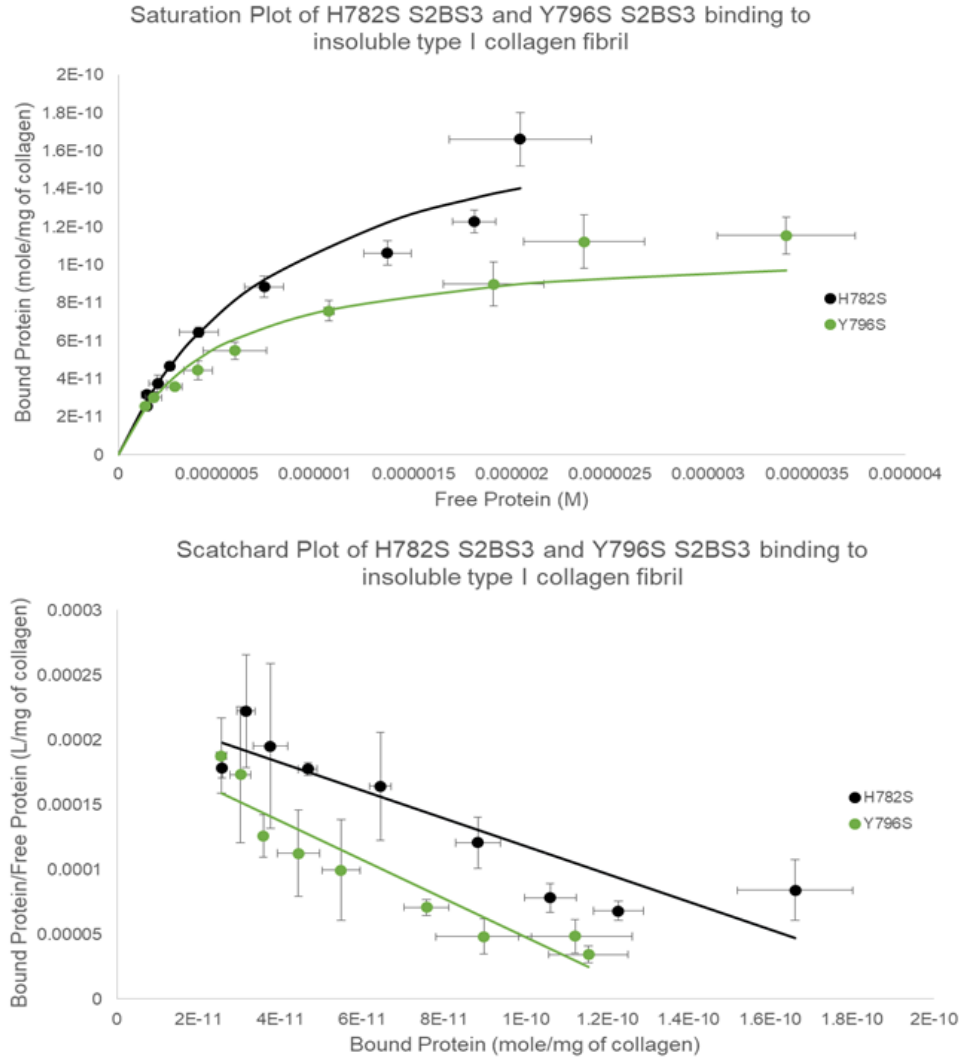 Saturation Plot of H782S S2BS3 and Y796S S2BS3 binding to
insoluble type I collagen fibril
Bound Protein (mole/mg of collagen)
2E-10
1.8E-10
1.6E-10
1.4E-10
1.2E-10
1E-10
8E-11
6E-11
4E-11
2E-11
0
H782S
Y796S
0 0.0000005 0.000001 0.0000015 0.000002 0.0000025 0.000003 0.0000035 0.000004
Free Protein (M)
Scatchard Plot of H782S S2BS3 and Y796S S2BS3 binding to
insoluble type I collagen fibril
Bound Protein/Free Protein (L/mg of collagen)
0.0003
0.00025
0.0002
0.00015
0.0001
0.00005
0
H782S
Y796S
0 2E-11 4E-11 6E-11 8E-11 1E-10 1.2E-10 1.4E-10 1.6E-10 1.8E-10 2E-10
Bound Protein (mole/mg of collagen)